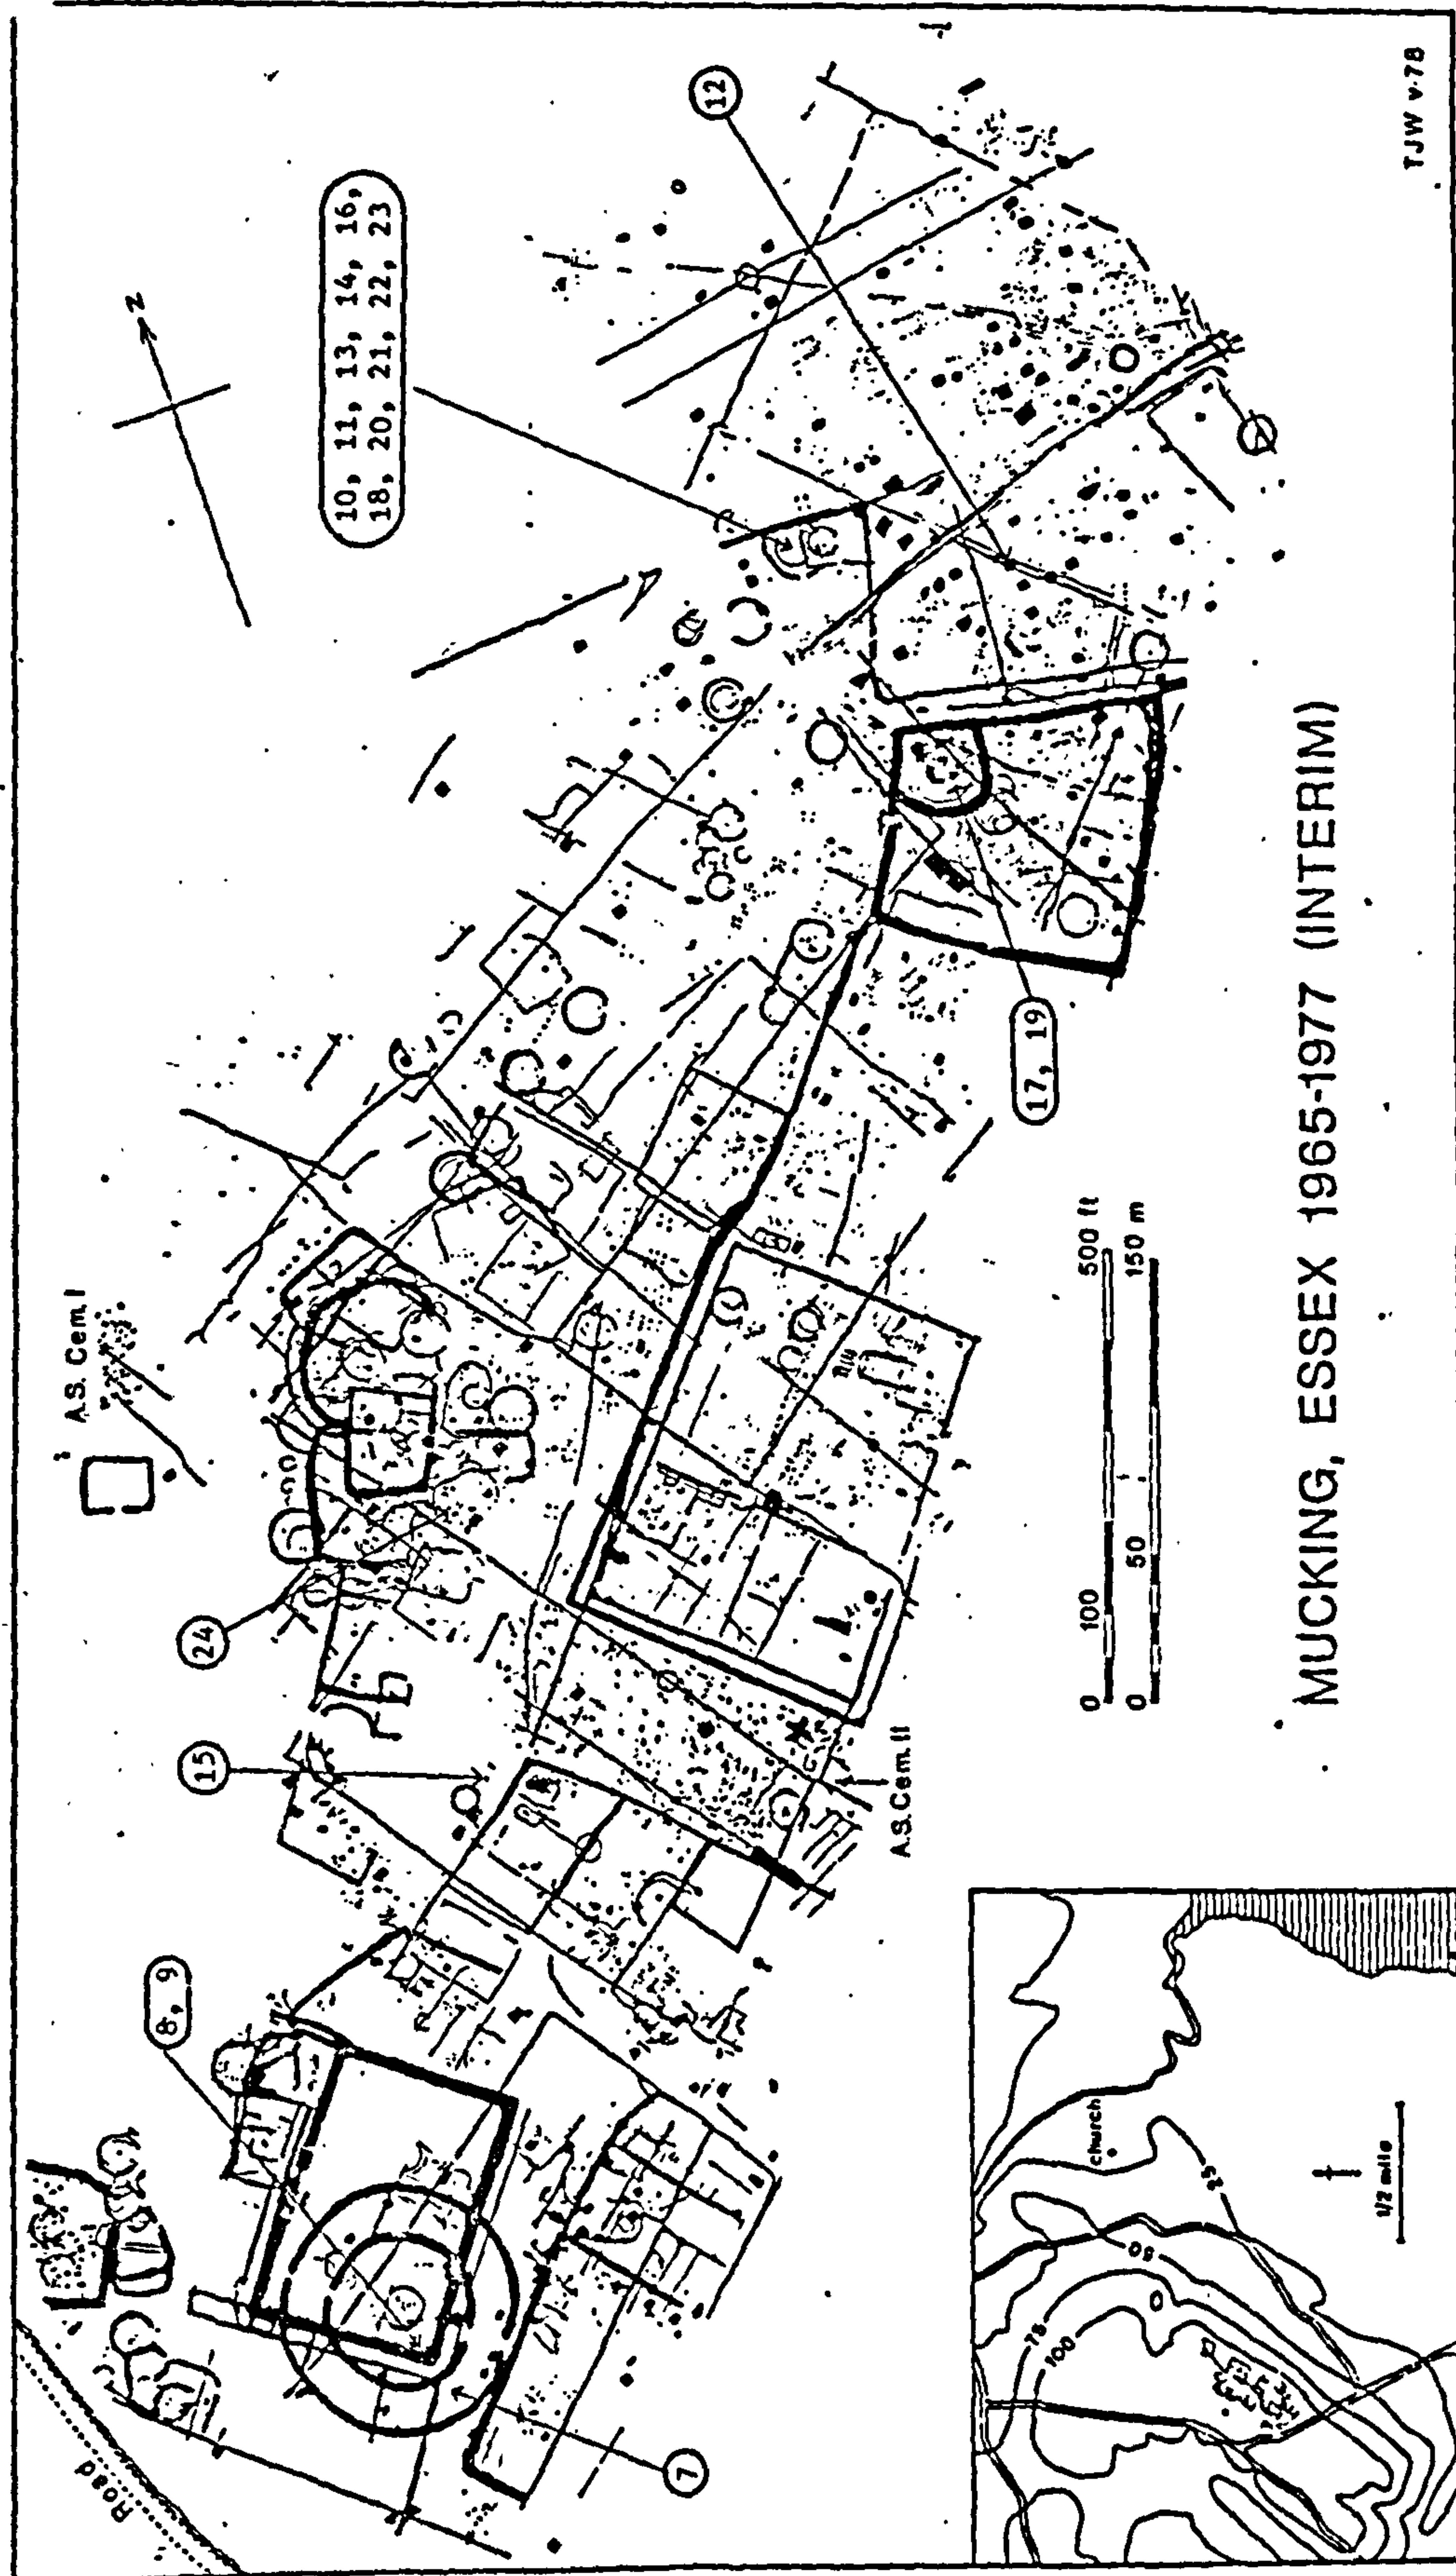 Road
7
8, 9
15
24
A.S. Cem. I
N
10, 11, 13, 14, 16,
18, 20, 21, 22, 23
12
17, 19
A.S. Cem. II
0 100 500 ft
0 50 150 m
MUCKING, ESSEX 1965-1977 (INTERIM)
TJW v·78
75
100
0
50
25
church
1/2 mile